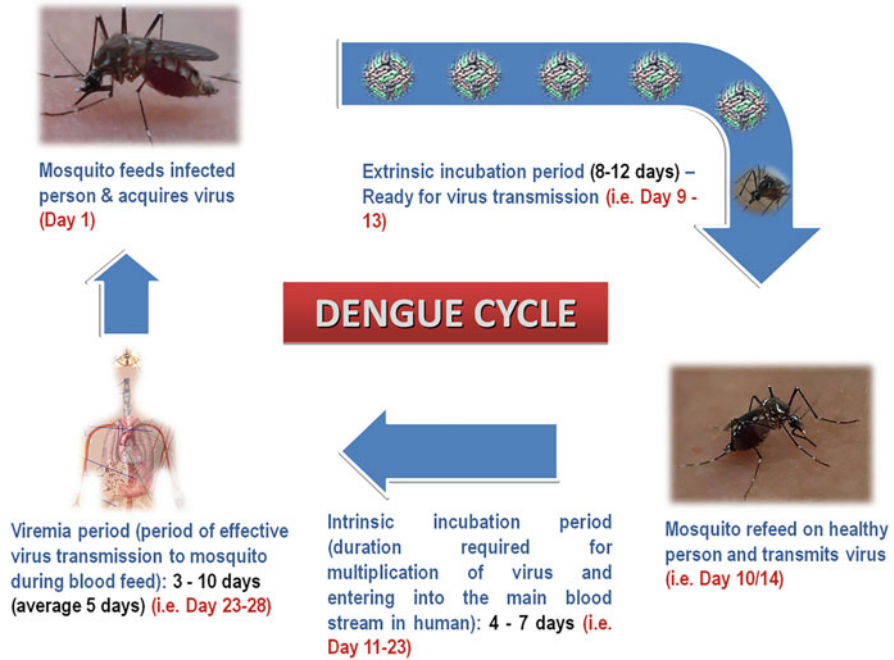 Mosquito feeds infected
person & acquires virus
(Day 1)
Extrinsic incubation period (8-12 days) –
Ready for virus transmission (i.e. Day 9 -
13)
DENGUE CYCLE
Mosquito refeed on healthy
person and transmits virus
(i.e. Day 10/14)
Intrinsic incubation period
(duration required for
multiplication of virus and
entering into the main blood
stream in human): 4 - 7 days (i.e.
Day 11-23)
Viremia period (period of effective
virus transmission to mosquito
during blood feed): 3 - 10 days
(average 5 days) (i.e. Day 23-28)